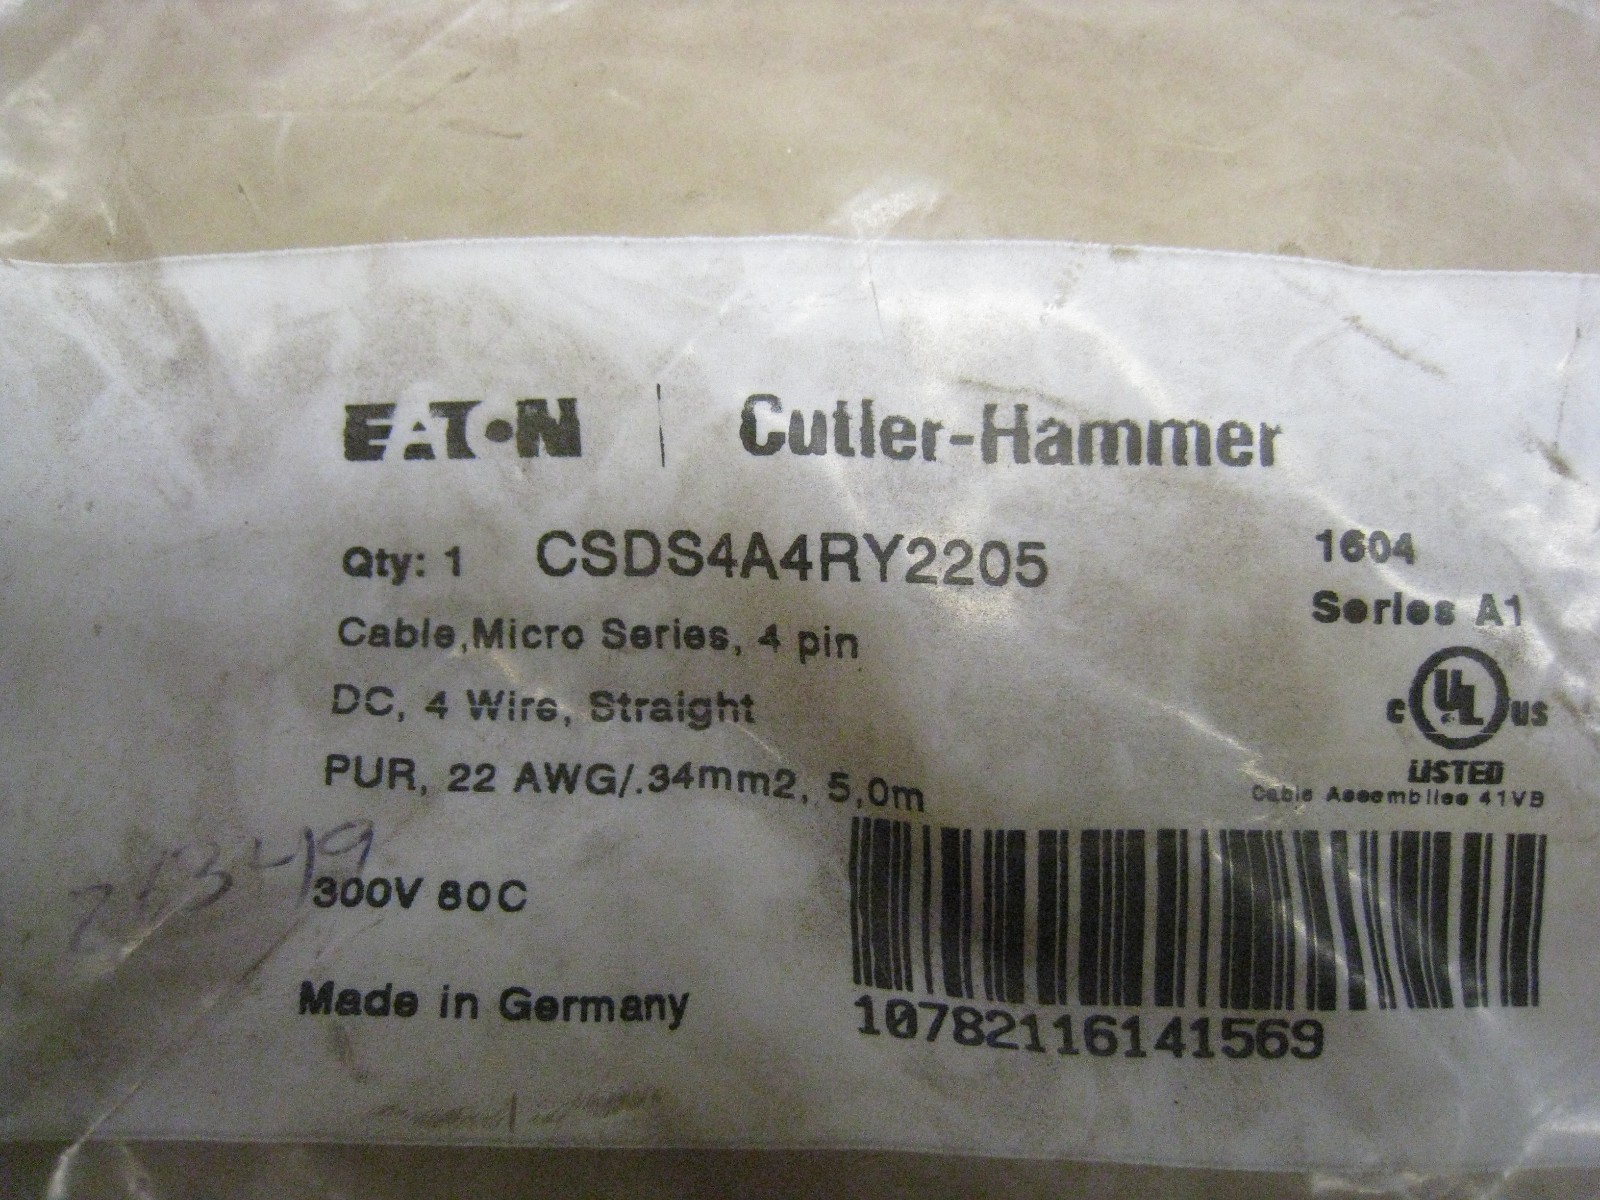 EATON | Cutler-Hammer
Qty: 1 CSDS4A4RY2205 1604
Series A1
Cable,Micro Series, 4 pin
DC, 4 Wire, Straight
c UL us
LISTED
PUR, 22 AWG/.34mm2, 5,0m
Cable Assemblies 41VB
300V 80C
Made in Germany
10782116141569